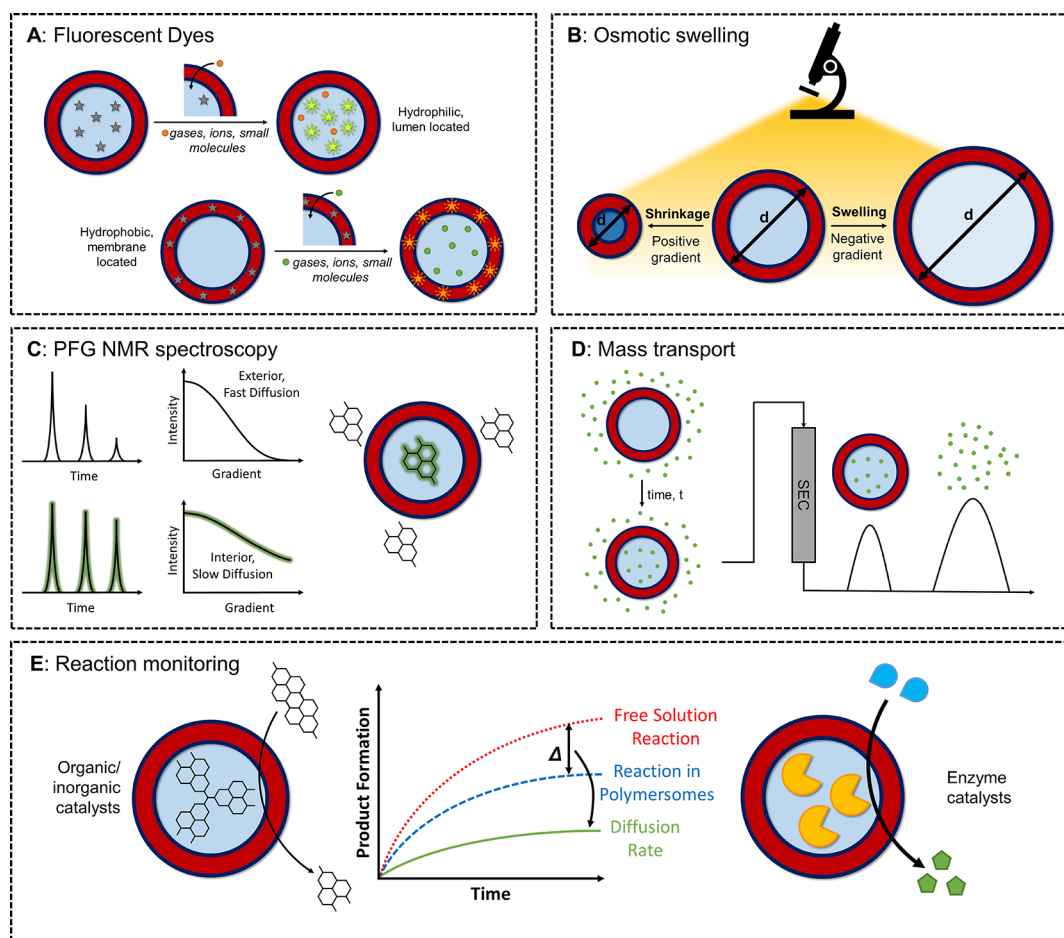 A: Fluorescent Dyes
gases, ions, small
molecules
Hydrophilic,
lumen located
Hydrophobic,
membrane
located
gases, ions, small
molecules
B: Osmotic swelling
d
Shrinkage
Positive
gradient
d
Swelling
Negative
gradient
d
C: PFG NMR spectroscopy
Time
Intensity
Exterior,
Fast Diffusion
Gradient
Time
Intensity
Interior,
Slow Diffusion
Gradient
D: Mass transport
time, t
SEC
E: Reaction monitoring
Organic/
inorganic
catalysts
Product Formation
Time
Δ
Free Solution
Reaction
Reaction in
Polymersomes
Diffusion
Rate
Enzyme
catalysts